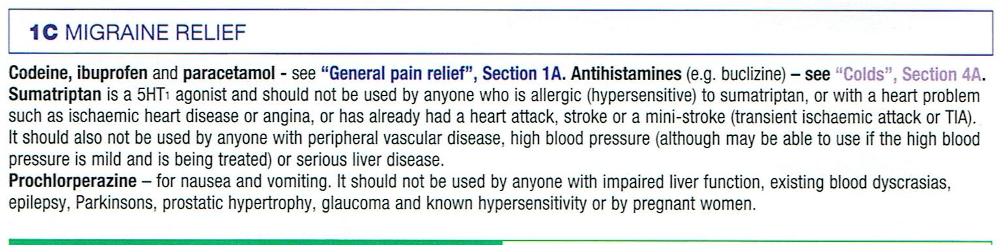 1C MIGRAINE RELIEF
Codeine, ibuprofen and paracetamol - see “General pain relief”, Section 1A. Antihistamines (e.g. buclizine) – see “Colds”, Section 4A.
Sumatriptan is a 5HT1 agonist and should not be used by anyone who is allergic (hypersensitive) to sumatriptan, or with a heart problem
such as ischaemic heart disease or angina, or has already had a heart attack, stroke or a mini-stroke (transient ischaemic attack or TIA).
It should also not be used by anyone with peripheral vascular disease, high blood pressure (although may be able to use if the high blood
pressure is mild and is being treated) or serious liver disease.
Prochlorperazine – for nausea and vomiting. It should not be used by anyone with impaired liver function, existing blood dyscrasias,
epilepsy, Parkinsons, prostatic hypertrophy, glaucoma and known hypersensitivity or by pregnant women.